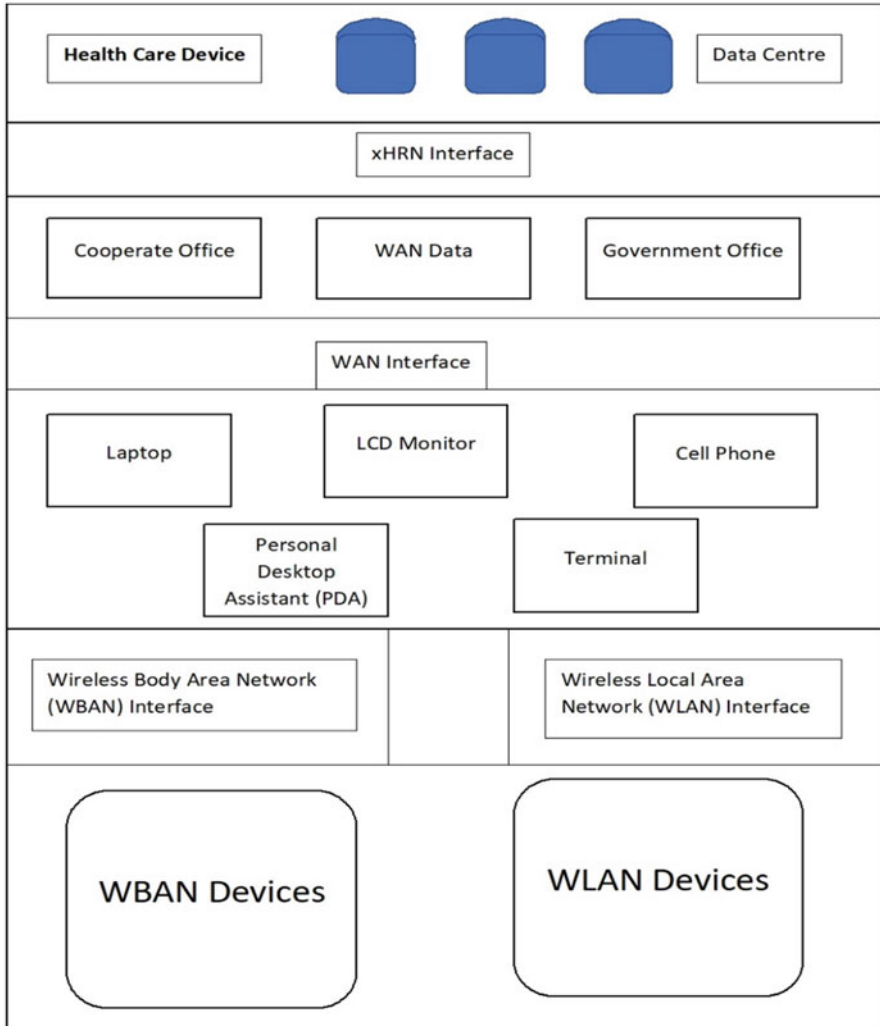 Health Care Device
Data Centre
xHRN Interface
Cooperate Office
WAN Data
Government Office
WAN Interface
Laptop
LCD Monitor
Cell Phone
Personal
Desktop
Assistant (PDA)
Terminal
Wireless Body Area Network
(WBAN) Interface
Wireless Local Area
Network (WLAN) Interface
WBAN Devices
WLAN Devices